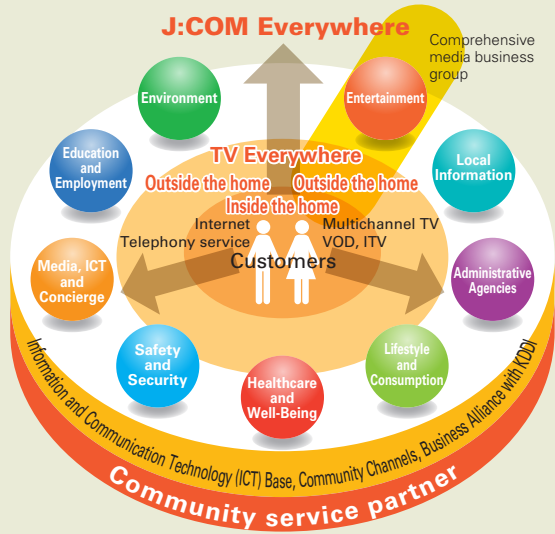 J:COM Everywhere
Comprehensive
media business
group
Environment
Entertainment
Education
and
Employment
Local
Information
TV Everywhere
Outside the home
Outside the home
Inside the home
Internet
Telephony service
Multichannel TV
VOD, ITV
Customers
Media, ICT
and
Concierge
Administrative
Agencies
Safety
and
Security
Lifestyle
and
Consumption
Healthcare
and
Well-Being
Information and Communication Technology (ICT) Base, Community Channels, Business Alliance with KDDI
Community service partner